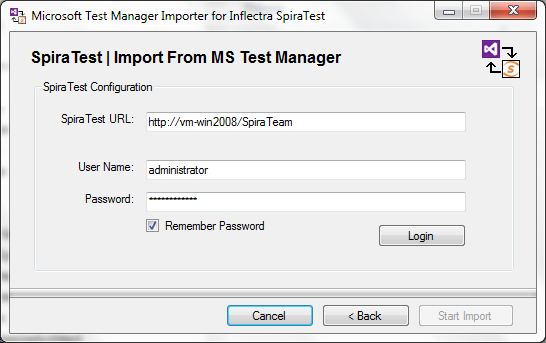 Microsoft Test Manager Importer for Inflectra SpiraTest
SpiraTest | Import From MS Test Manager
SpiraTest Configuration
SpiraTest URL: http://vm-win2008/SpiraTeam
User Name: administrator
Password: ************
Remember Password
Login
Cancel < Back Start Import